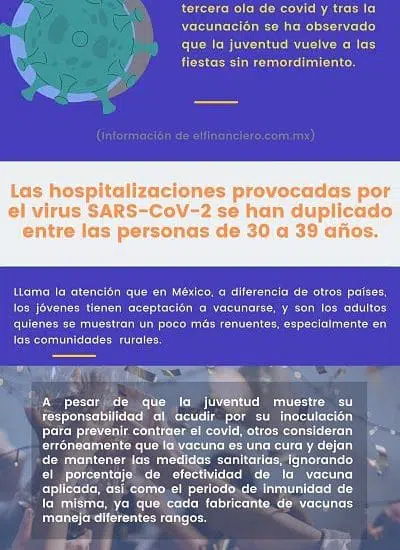 tercera ola de covid y tras la
vacunación se ha observado
que la juventud vuelve a las
fiestas sin remordimiento.
(Información de elfinanciero.com.mx)
Las hospitalizaciones provocadas por
el virus SARS-CoV-2 se han duplicado
entre las personas de 30 a 39 años.
LLama la atención que en México, a diferencia de otros países,
los jóvenes tienen aceptación a vacunarse, y son los adultos
quienes se muestran un poco más renuentes, especialmente en
las comunidades rurales.
A pesar de que la juventud muestre su
responsabilidad al acudir por su inoculación
para prevenir contraer el covid, otros consideran
erróneamente que la vacuna es una cura y dejan
de mantener las medidas sanitarias, ignorando
el porcentaje de efectividad de la vacuna
aplicada, así como el periodo de inmunidad de
la misma, ya que cada fabricante de vacunas
maneja diferentes rangos.